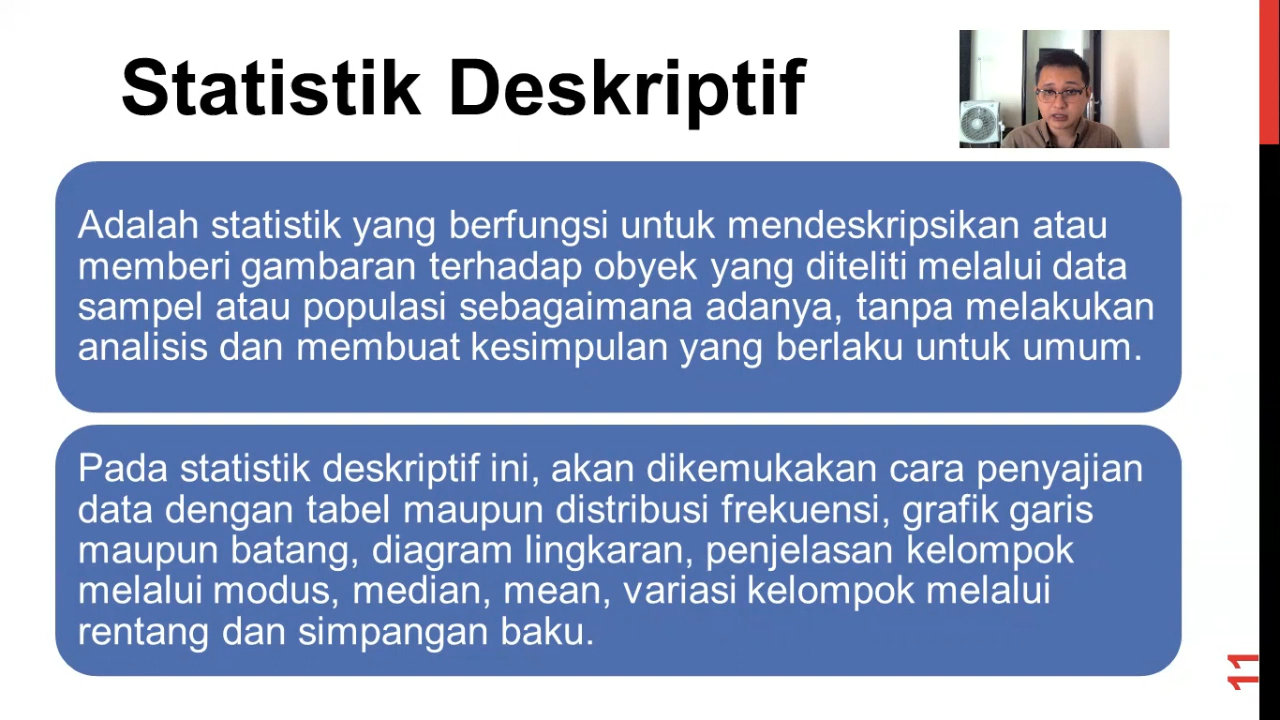 Statistik Deskriptif
Adalah statistik yang berfungsi untuk mendeskripsikan atau
memberi gambaran terhadap obyek yang diteliti melalui data
sampel atau populasi sebagaimana adanya, tanpa melakukan
analisis dan membuat kesimpulan yang berlaku untuk umum.
Pada statistik deskriptif ini, akan dikemukakan cara penyajian
data dengan tabel maupun distribusi frekuensi, grafik garis
maupun batang, diagram lingkaran, penjelasan kelompok
melalui modus, median, mean, variasi kelompok melalui
rentang dan simpangan baku.
11